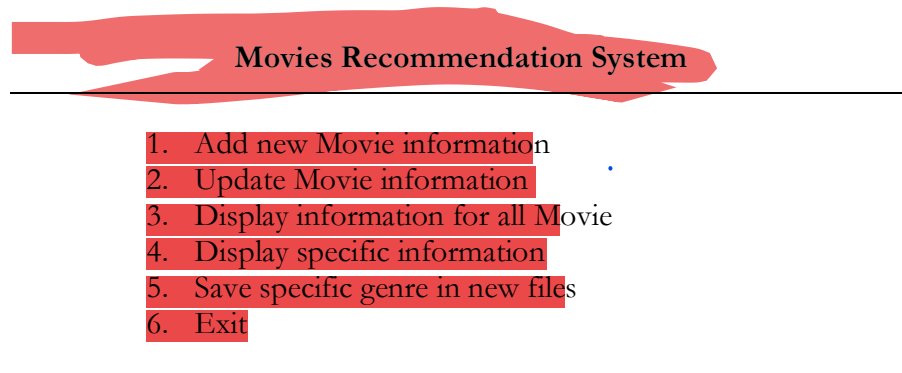 Movies Recommendation System
1. Add new Movie information
2. Update Movie information
3. Display information for all Movie
4. Display specific information
5. Save specific genre in new files
6. Exit